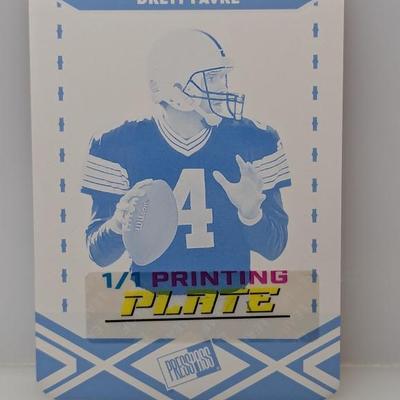 BRETT FAVRE
4
1/1 PRINTING
PLATE
PRESS PASS